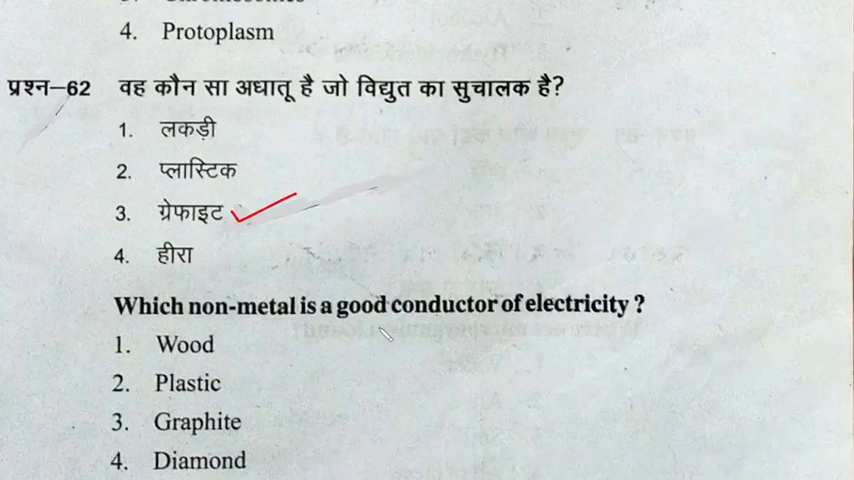 4. Protoplasm
प्रश्न–62 वह कौन सा अधातू है जो विद्युत का सुचालक है?
1. लकड़ी
2. प्लास्टिक
3. ग्रेफाइट
4. हीरा
Which non-metal is a good conductor of electricity ?
1. Wood
2. Plastic
3. Graphite
4. Diamond